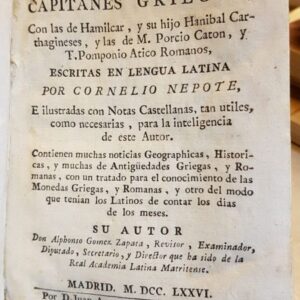 CAPITANES
Con las de Hamilcar, y su hijo Hanibal Car-
thagineses, y las de M. Porcio Caton, y
T. Pomponio Atico Romanos,
ESCRITAS EN LENGUA LATINA
POR CORNELIO NEPOTE,
E ilustradas con Notas Castellanas, tan utiles,
como necesarias, para la inteligencia
de este Autor.
Contienen muchas noticias Geographicas, Historicas
, y muchas de Antigüedades Griegas, y Ro-
manas, con un tratado para el conocimiento de las
Monedas Griegas, y Romanas, y otro del modo
que tenian los Latinos de contar los dias
de los meses.
SU AUTOR
Don Alphonso Gomez Zapata, Revisor, Examinador,
Diputado, Secretario, y Director que ha sido de la
Real Academia Latina Matritense.
MADRID. M. DCC. LXXVI.
Por D.